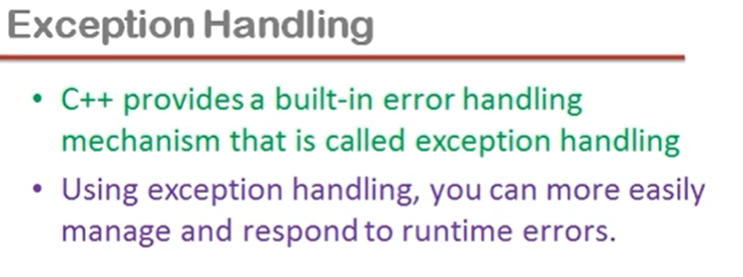 Exception Handling
• C++ provides a built-in error handling
mechanism that is called exception handling
• Using exception handling, you can more easily
manage and respond to runtime errors.